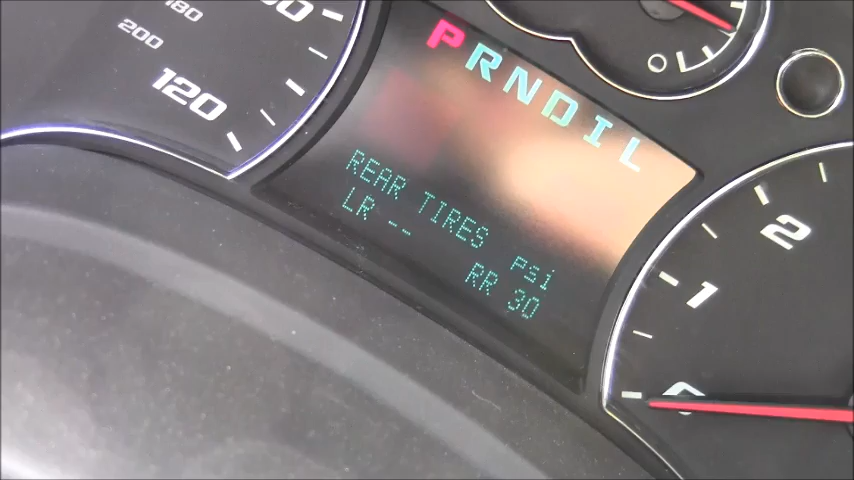 180
200
120
PRNDIL
REAR TIRES psi
LR -- RR 30
2
1
0